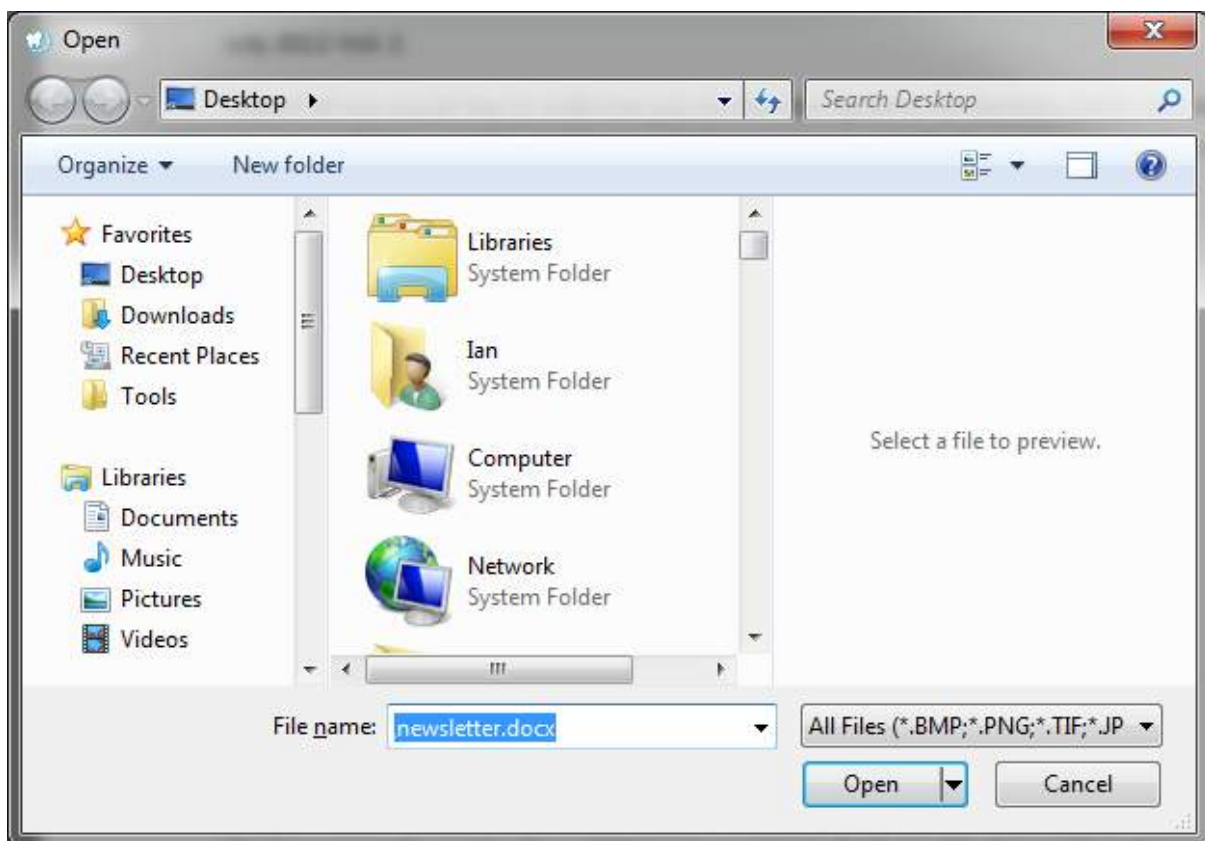 Open
Desktop
Search Desktop
Organize
New folder
Favorites
Desktop
Downloads
Recent Places
Tools
Libraries
Documents
Music
Pictures
Videos
Libraries
System Folder
Ian
System Folder
Computer
System Folder
Network
System Folder
Select a file to preview.
File name: newsletter.docx
All Files (*.BMP;*.PNG;*.TIF;*.JP
Open
Cancel